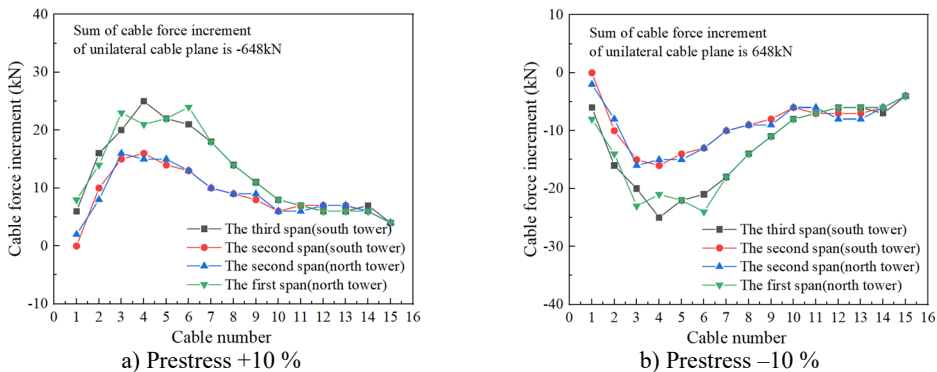 Sum of cable force increment
of unilateral cable plane is -648kN
Cable force increment (kN)
40
30
20
10
0
-10
The third span(south tower)
The second span(south tower)
The second span(north tower)
The first span(north tower)
0 1 2 3 4 5 6 7 8 9 10 11 12 13 14 15 16
Cable number
a) Prestress +10 %
Sum of cable force increment
of unilateral cable plane is 648kN
Cable force increment (kN)
0
-10
-20
-30
-40
The third span(south tower)
The second span(south tower)
The second span(north tower)
The first span(north tower)
0 1 2 3 4 5 6 7 8 9 10 11 12 13 14 15 16
Cable number
b) Prestress –10 %